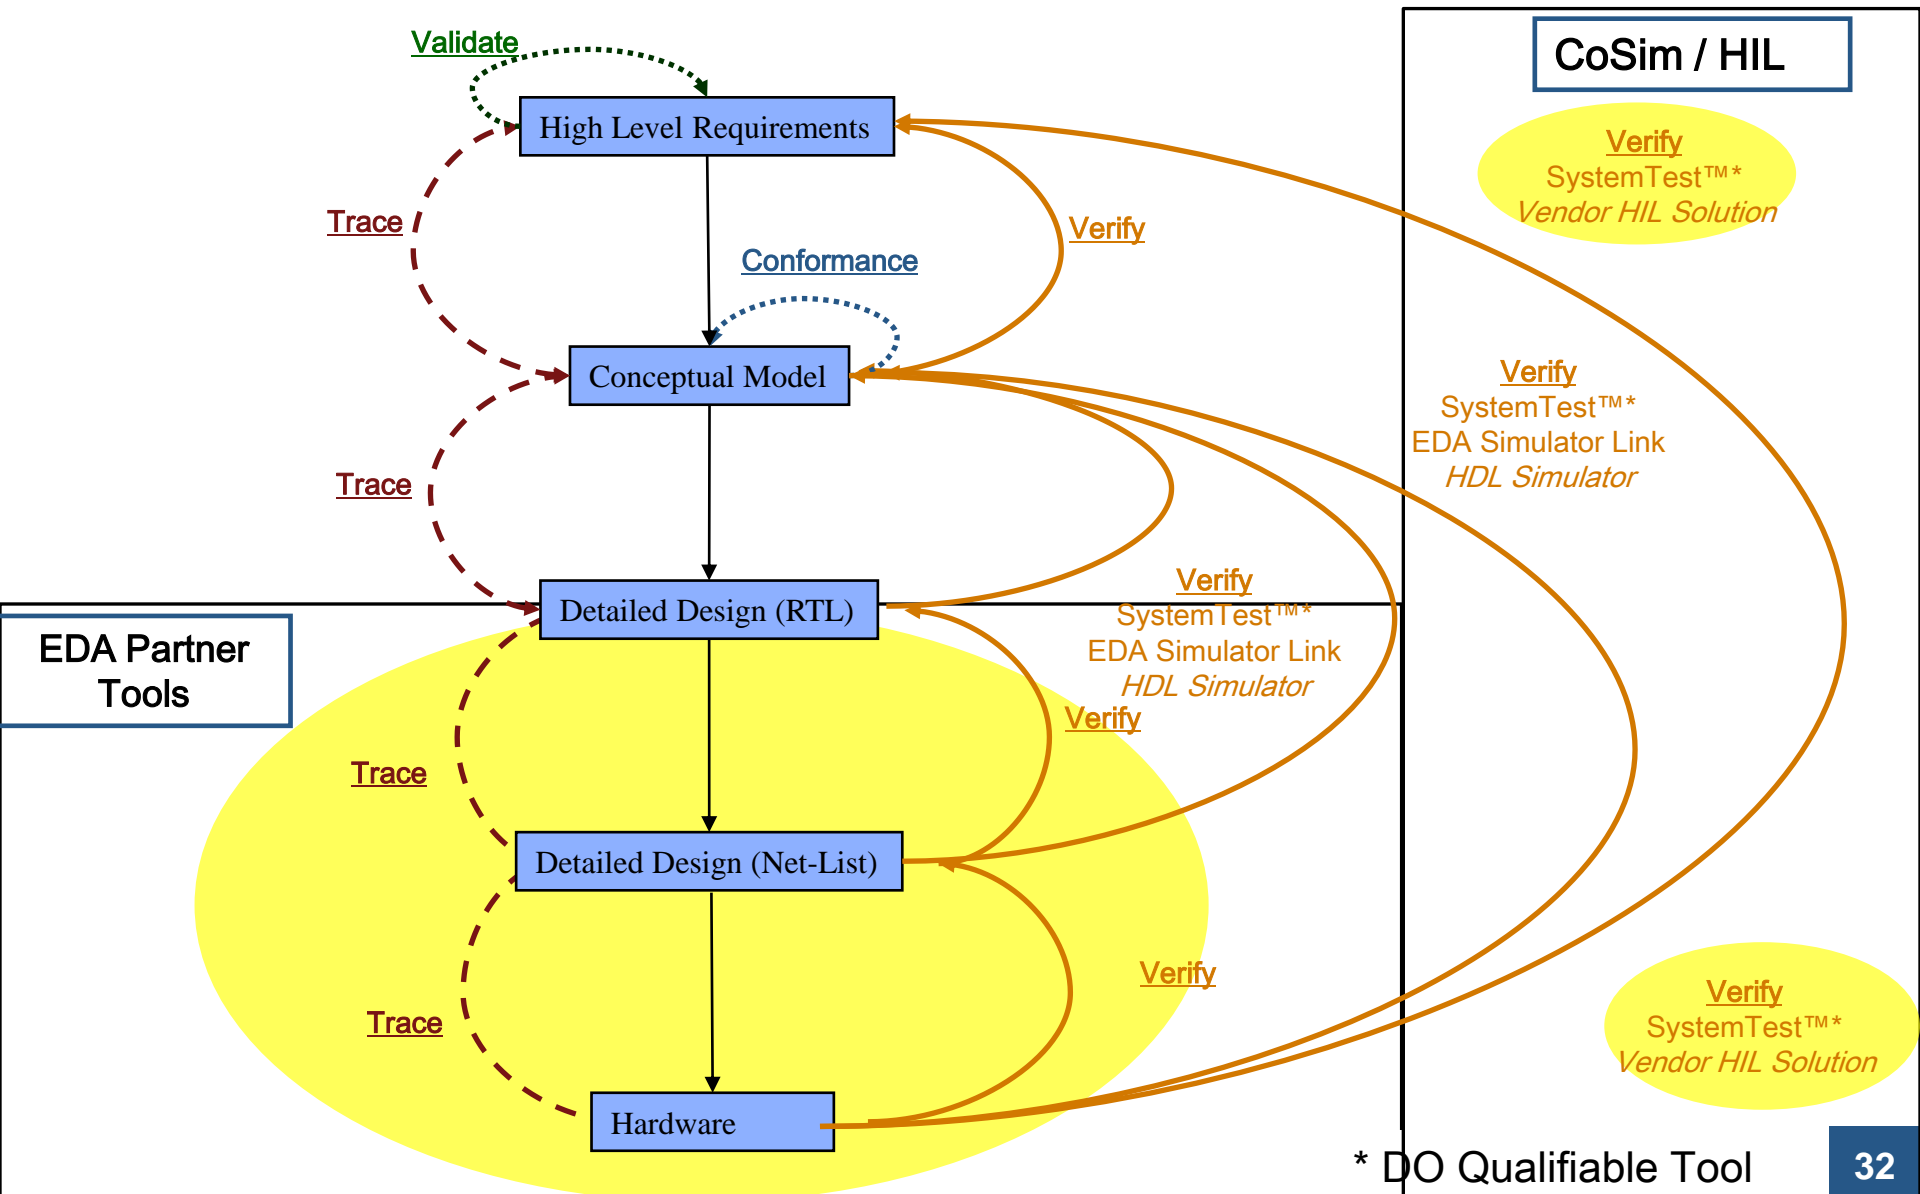 Validate
CoSim / HIL
High Level Requirements
Verify
SystemTest™*
Vendor HIL Solution
Trace
Verify
Conformance
Conceptual Model
Verify
SystemTest™*
EDA Simulator Link
HDL Simulator
Trace
Detailed Design (RTL)
Verify
SystemTest™*
EDA Simulator Link
HDL Simulator
EDA Partner
Tools
Verify
Trace
Detailed Design (Net-List)
Verify
Trace
Verify
SystemTest™*
Vendor HIL Solution
Hardware
* DO Qualifiable Tool
32